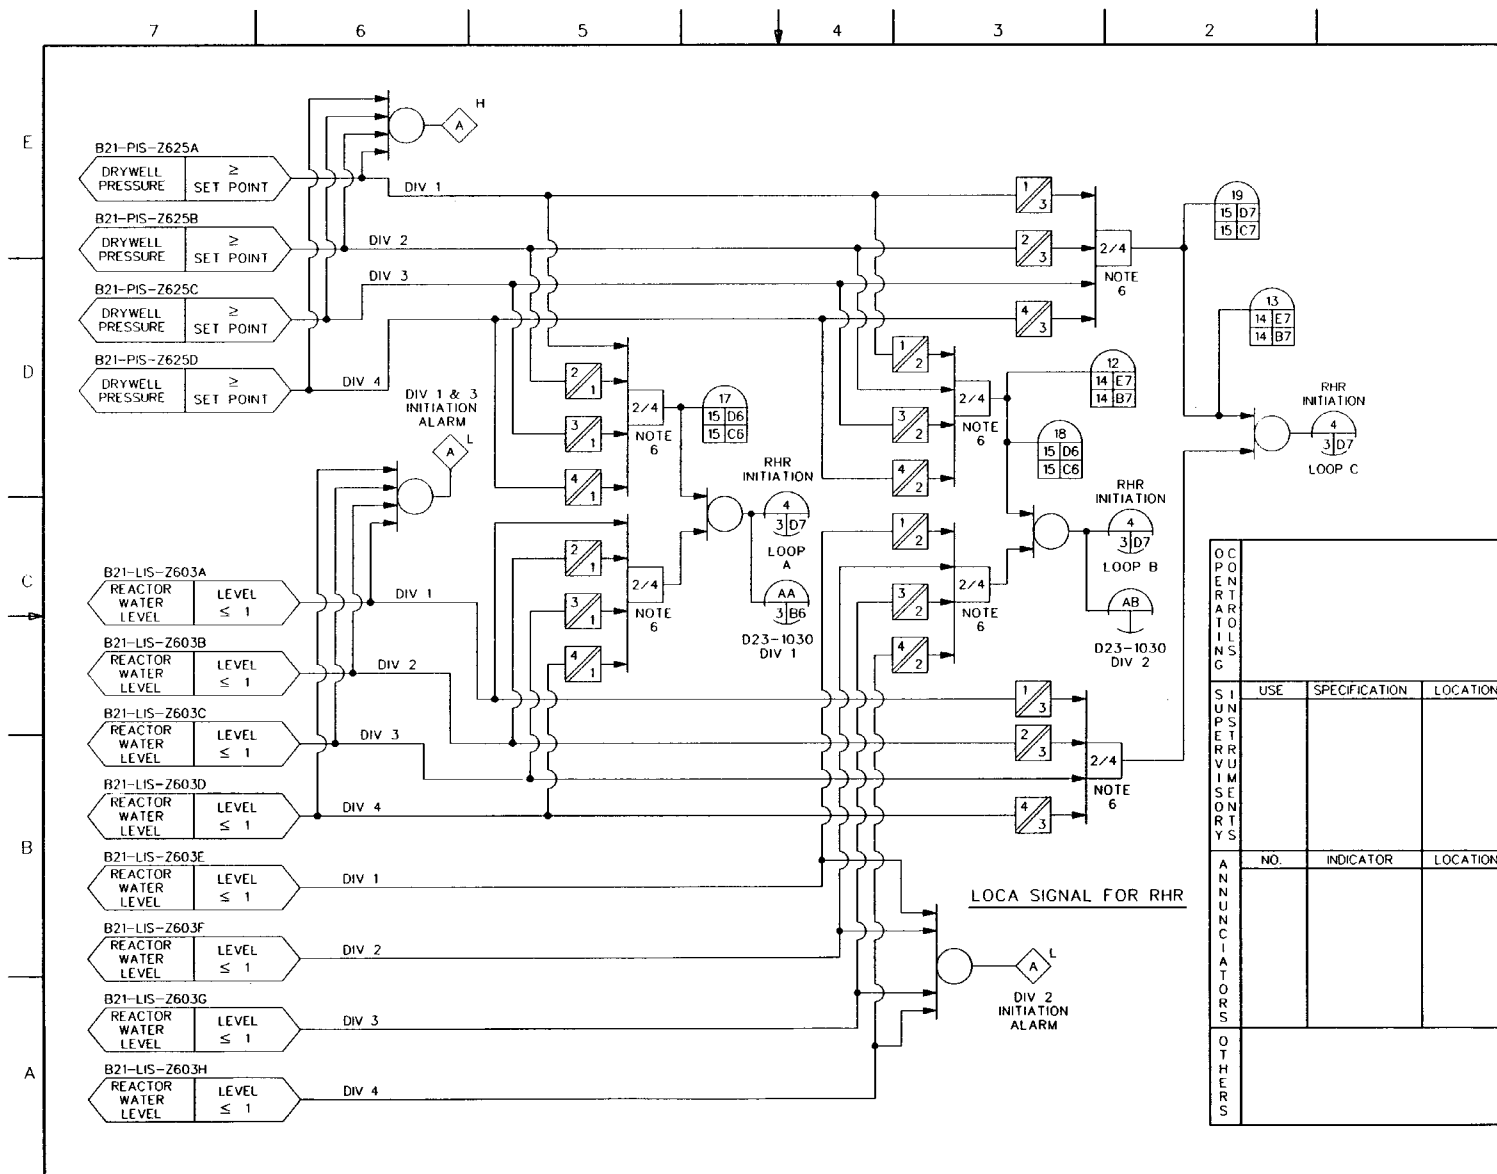 7 6 5 4 3 2
E
D
C
B
A
B21-PIS-Z625A
DRYWELL PRESSURE
≥ SET POINT
DIV 1
B21-PIS-Z625B
DRYWELL PRESSURE
≥ SET POINT
DIV 2
B21-PIS-Z625C
DRYWELL PRESSURE
≥ SET POINT
DIV 3
B21-PIS-Z625D
DRYWELL PRESSURE
≥ SET POINT
DIV 4
A H
DIV 1 & 3
INITIATION
ALARM
A L
B21-LIS-Z603A
REACTOR WATER LEVEL
LEVEL ≤ 1
DIV 1
B21-LIS-Z603B
REACTOR WATER LEVEL
LEVEL ≤ 1
DIV 2
B21-LIS-Z603C
REACTOR WATER LEVEL
LEVEL ≤ 1
DIV 3
B21-LIS-Z603D
REACTOR WATER LEVEL
LEVEL ≤ 1
DIV 4
B21-LIS-Z603E
REACTOR WATER LEVEL
LEVEL ≤ 1
DIV 1
B21-LIS-Z603F
REACTOR WATER LEVEL
LEVEL ≤ 1
DIV 2
B21-LIS-Z603G
REACTOR WATER LEVEL
LEVEL ≤ 1
DIV 3
B21-LIS-Z603H
REACTOR WATER LEVEL
LEVEL ≤ 1
DIV 4
2 1
3 1
4 1
2/4
NOTE 6
17
15 D6
15 C6
2 1
3 1
4 1
2/4
NOTE 6
RHR
INITIATION
4
3 D7
LOOP A
AA
3 B6
D23-1030
DIV 1
1 2
3 2
4 2
2/4
NOTE 6
12
14 E7
14 B7
18
15 D6
15 C6
1 2
3 2
4 2
2/4
NOTE 6
RHR
INITIATION
4
3 D7
LOOP B
AB
D23-1030
DIV 2
1 3
2 3
4 3
2/4
NOTE 6
19
15 D7
15 C7
13
14 E7
14 B7
RHR
INITIATION
4
3 D7
LOOP C
1 3
2 3
4 3
2/4
NOTE 6
LOCA SIGNAL FOR RHR
A L
DIV 2
INITIATION
ALARM
OPERATING CONTROLS
SUPERVISORY INSTRUMENTS
USE SPECIFICATION LOCATION
ANNUNCIATORS
NO. INDICATOR LOCATION
OTHERS